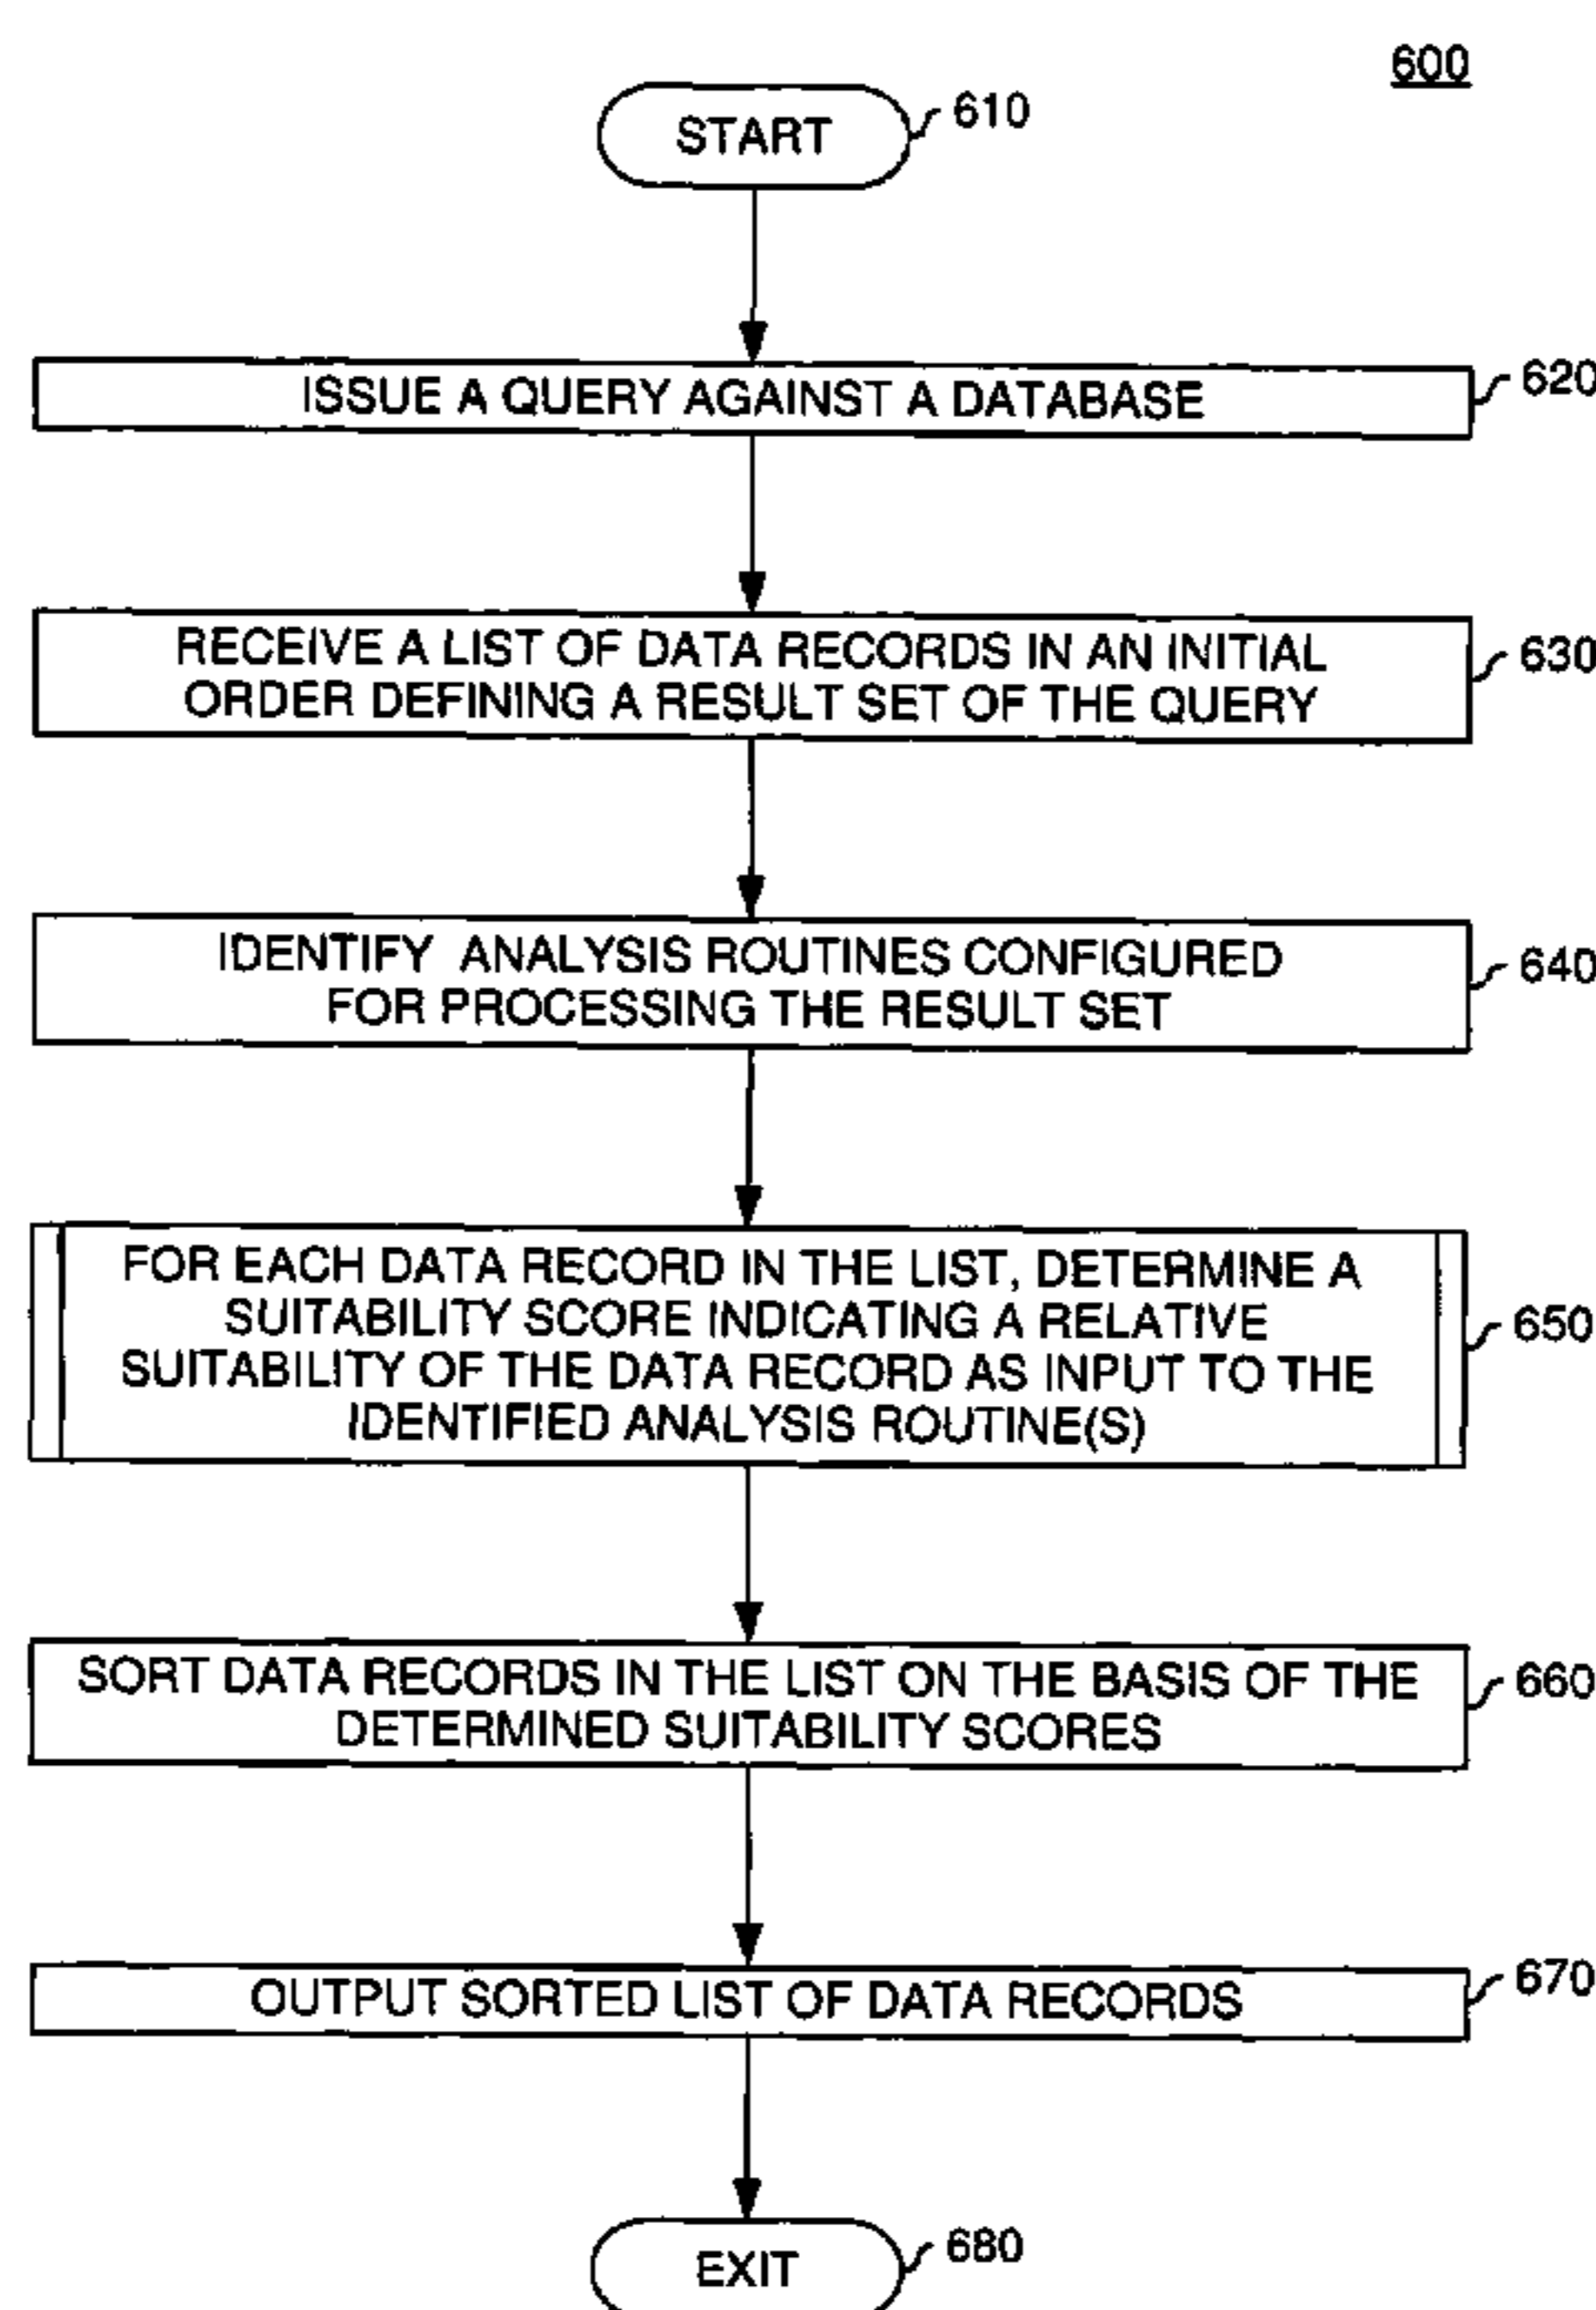 600
START
610
ISSUE A QUERY AGAINST A DATABASE
620
RECEIVE A LIST OF DATA RECORDS IN AN INITIAL
ORDER DEFINING A RESULT SET OF THE QUERY
630
IDENTIFY ANALYSIS ROUTINES CONFIGURED
FOR PROCESSING THE RESULT SET
640
FOR EACH DATA RECORD IN THE LIST, DETERMINE A
SUITABILITY SCORE INDICATING A RELATIVE
SUITABILITY OF THE DATA RECORD AS INPUT TO THE
IDENTIFIED ANALYSIS ROUTINE(S)
650
SORT DATA RECORDS IN THE LIST ON THE BASIS OF THE
DETERMINED SUITABILITY SCORES
660
OUTPUT SORTED LIST OF DATA RECORDS
670
EXIT
680